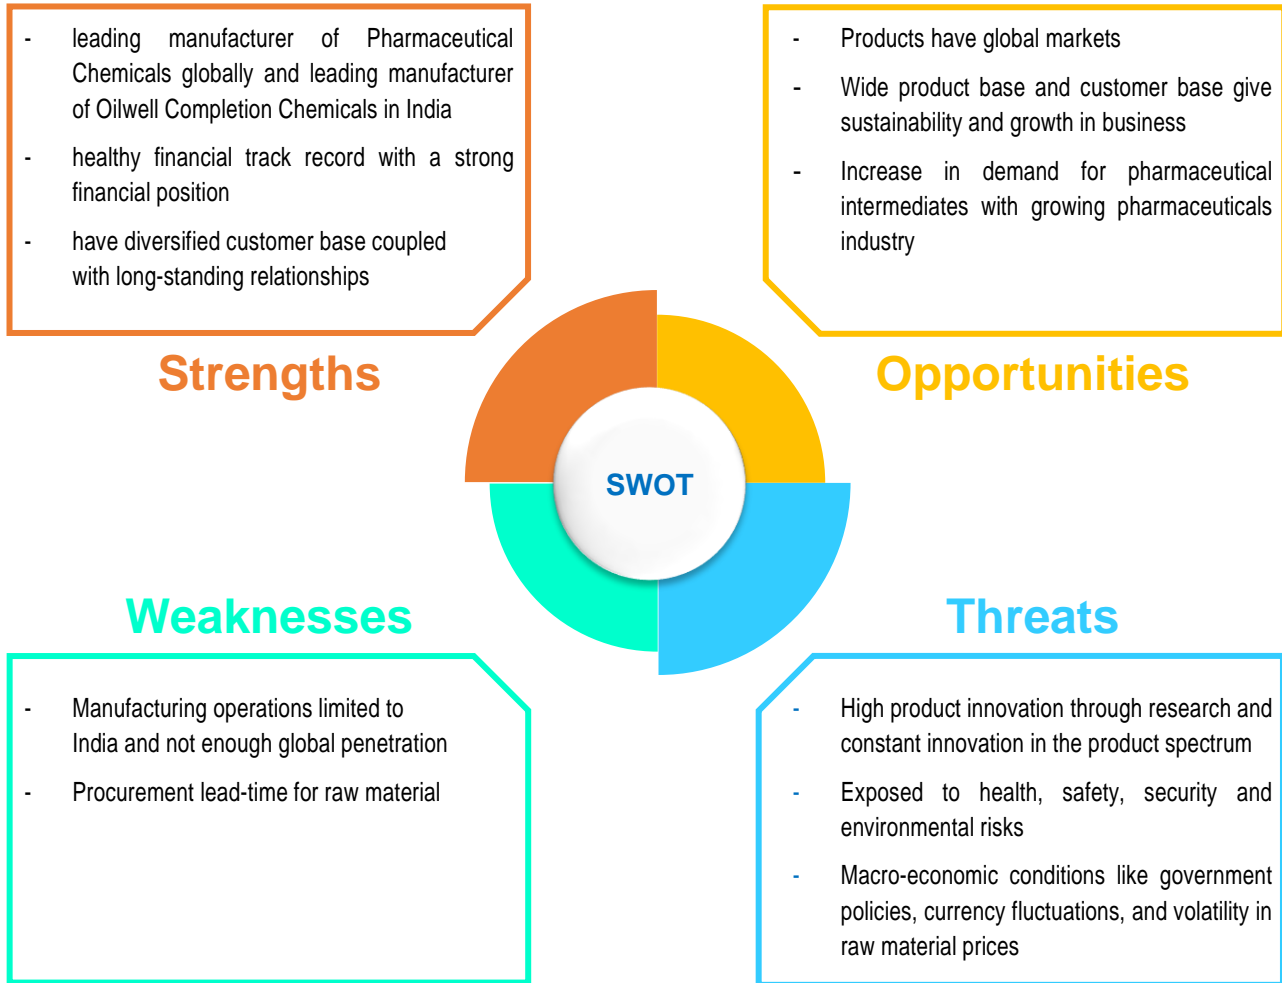 - leading manufacturer of Pharmaceutical
Chemicals globally and leading manufacturer
of Oilwell Completion Chemicals in India
- healthy financial track record with a strong
financial position
- have diversified customer base coupled
with long-standing relationships
Strengths
- Products have global markets
- Wide product base and customer base give
sustainability and growth in business
- Increase in demand for pharmaceutical
intermediates with growing pharmaceuticals
industry
Opportunities
SWOT
Weaknesses
- Manufacturing operations limited to
India and not enough global penetration
- Procurement lead-time for raw material
Threats
- High product innovation through research and
constant innovation in the product spectrum
- Exposed to health, safety, security and
environmental risks
- Macro-economic conditions like government
policies, currency fluctuations, and volatility in
raw material prices